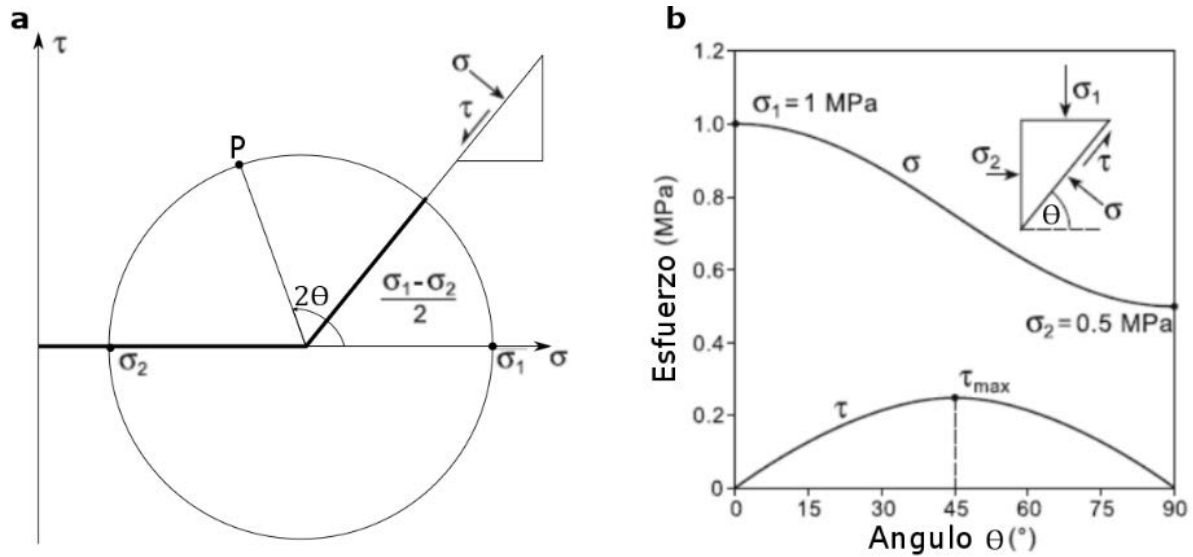 a
τ
σ
τ
P
2θ
σ₁-σ₂
2
σ₂
σ₁
σ
b
Esfuerzo (MPa)
1.2
1.0
0.8
0.6
0.4
0.2
0
σ₁ = 1 MPa
σ₁
σ₂
τ
σ
θ
σ
σ₂ = 0.5 MPa
τ
τmax
0 15 30 45 60 75 90
Angulo θ(°)